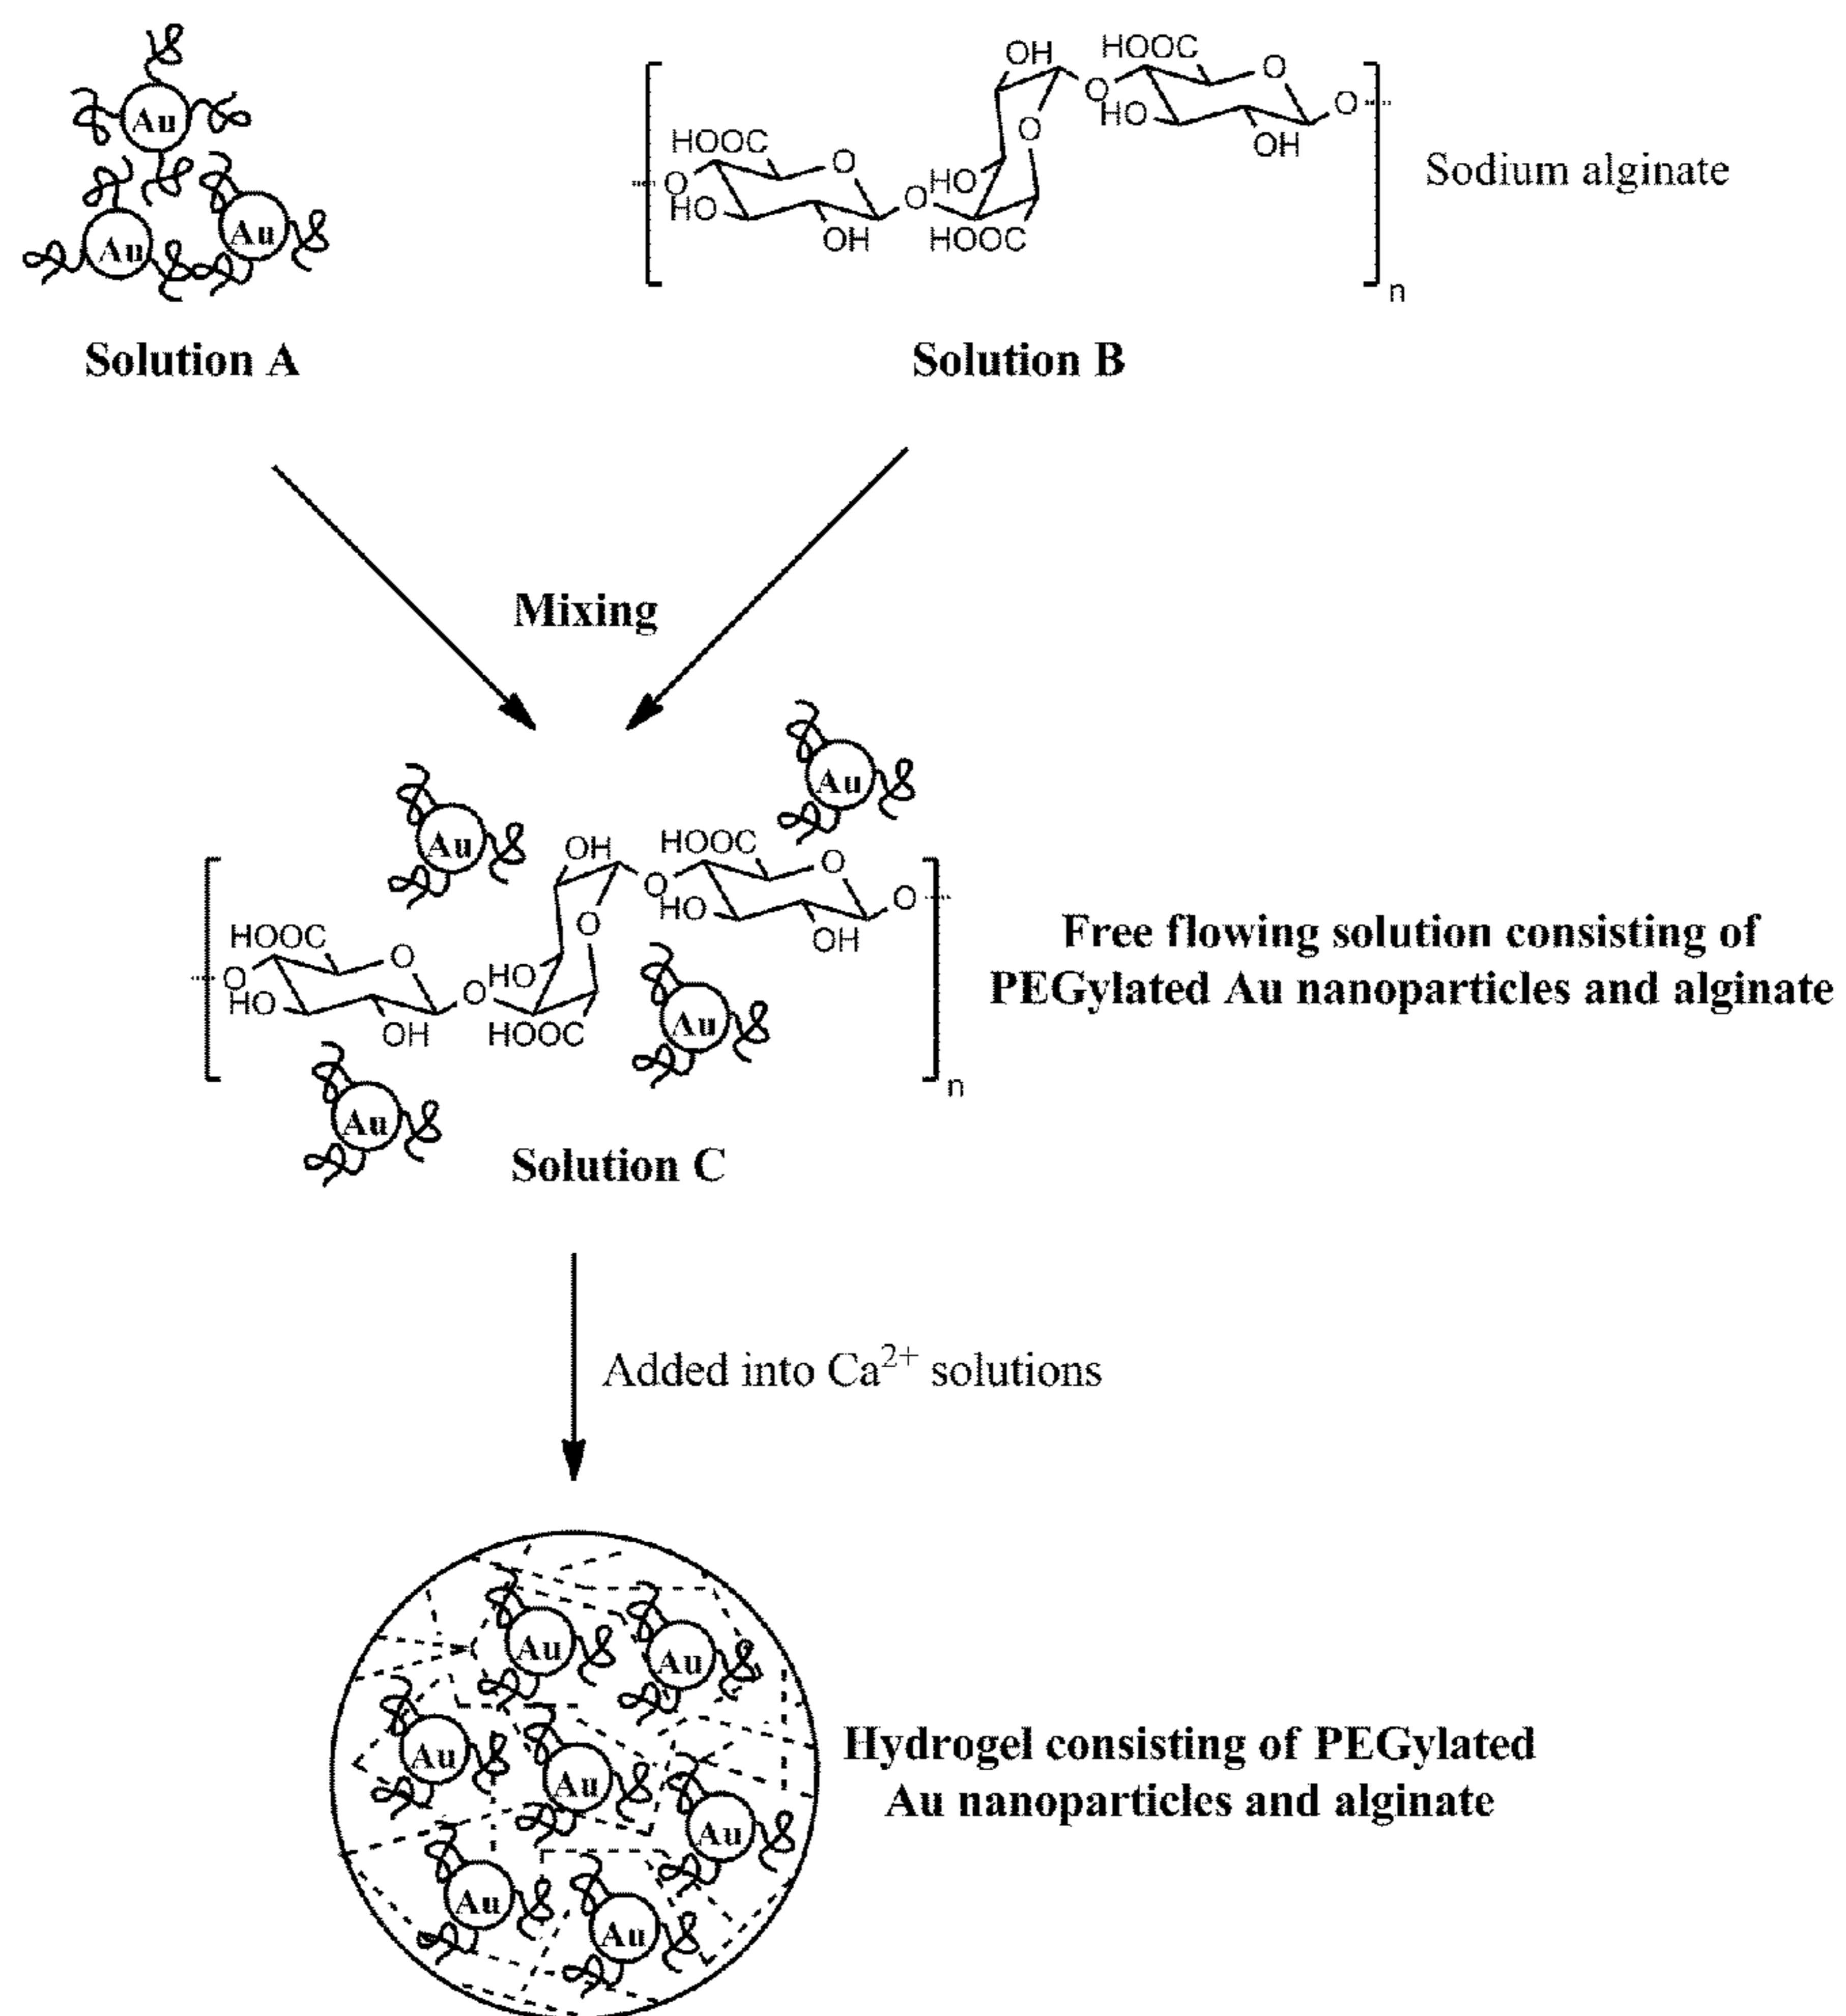 Au
Au
Au
Solution A
OH
HOOC
O
O
HO
OH
O
n
HOOC
O
O
HO
OH
O
HO
O
HOOC
Sodium alginate
Solution B
Mixing
Au
Au
OH
HOOC
O
O
HO
OH
O
HOOC
O
O
HO
OH
O
HO
O
HOOC
Au
Au
n
Solution C
Free flowing solution consisting of
PEGylated Au nanoparticles and alginate
Added into Ca²⁺ solutions
Au
Au
Au
Au
Au
Au
Au
Hydrogel consisting of PEGylated
Au nanoparticles and alginate